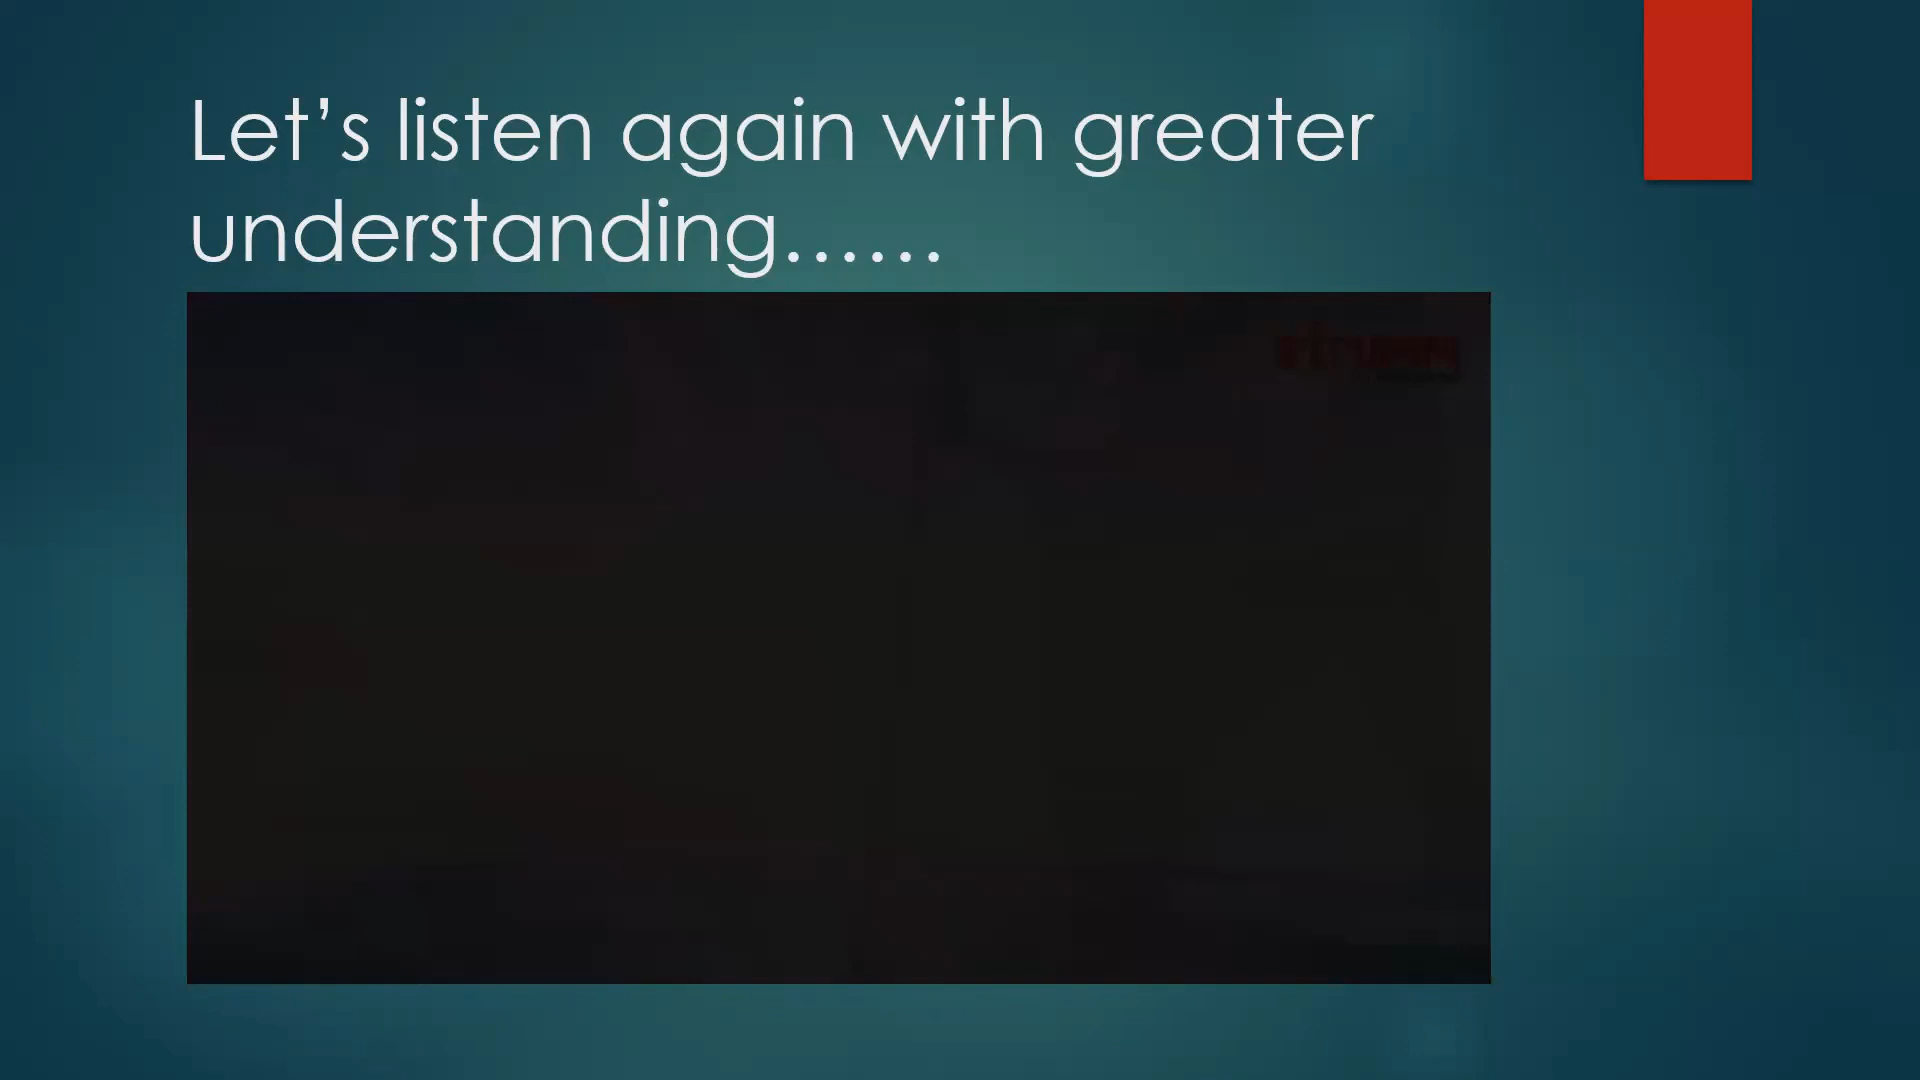 Let’s listen again with greater
understanding……